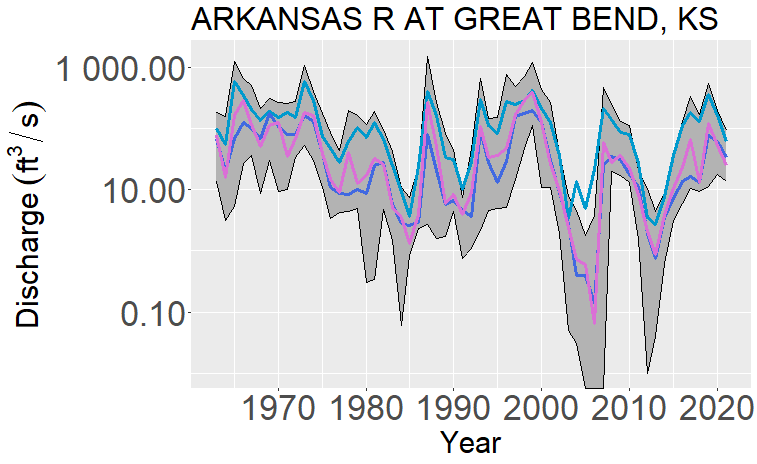 ARKANSAS R AT GREAT BEND, KS
1 000.00
10.00
0.10
Discharge (ft³/s)
1970 1980 1990 2000 2010 2020
Year